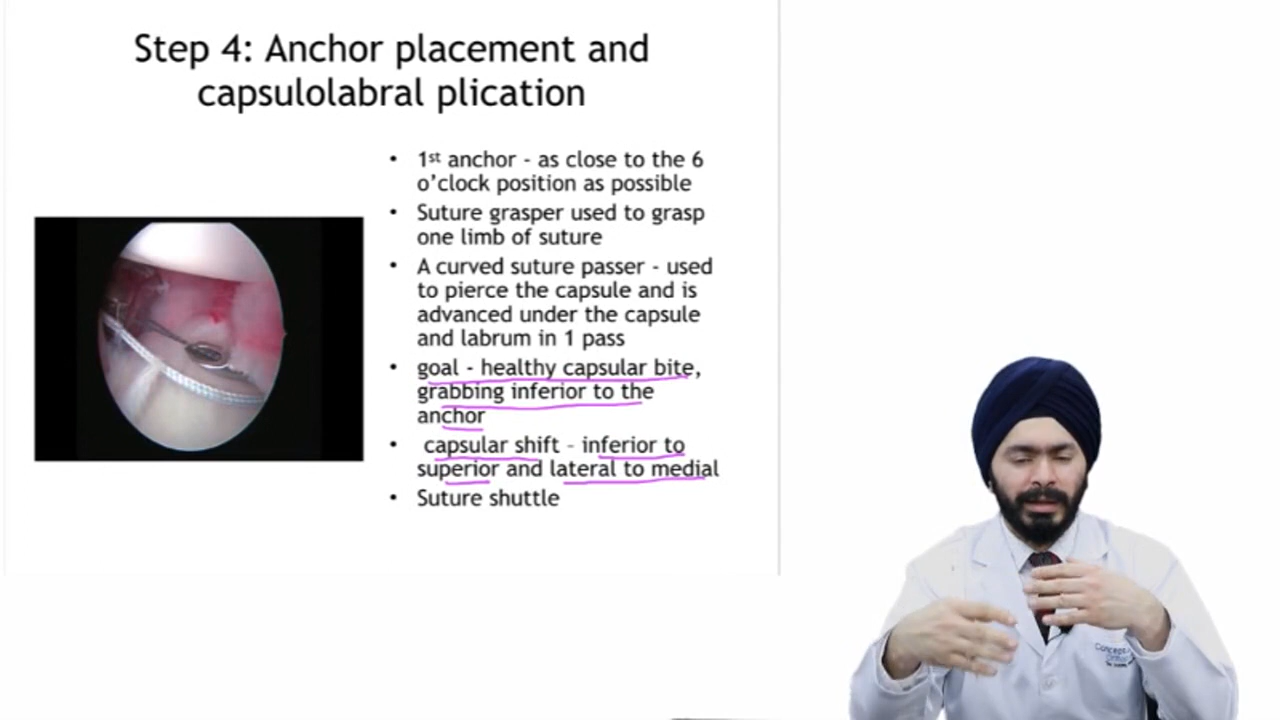 Step 4: Anchor placement and
capsulolabral plication
• 1st anchor - as close to the 6
o'clock position as possible
• Suture grasper used to grasp
one limb of suture
• A curved suture passer - used
to pierce the capsule and is
advanced under the capsule
and labrum in 1 pass
• goal - healthy capsular bite,
grabbing inferior to the
anchor
• capsular shift – inferior to
superior and lateral to medial
• Suture shuttle